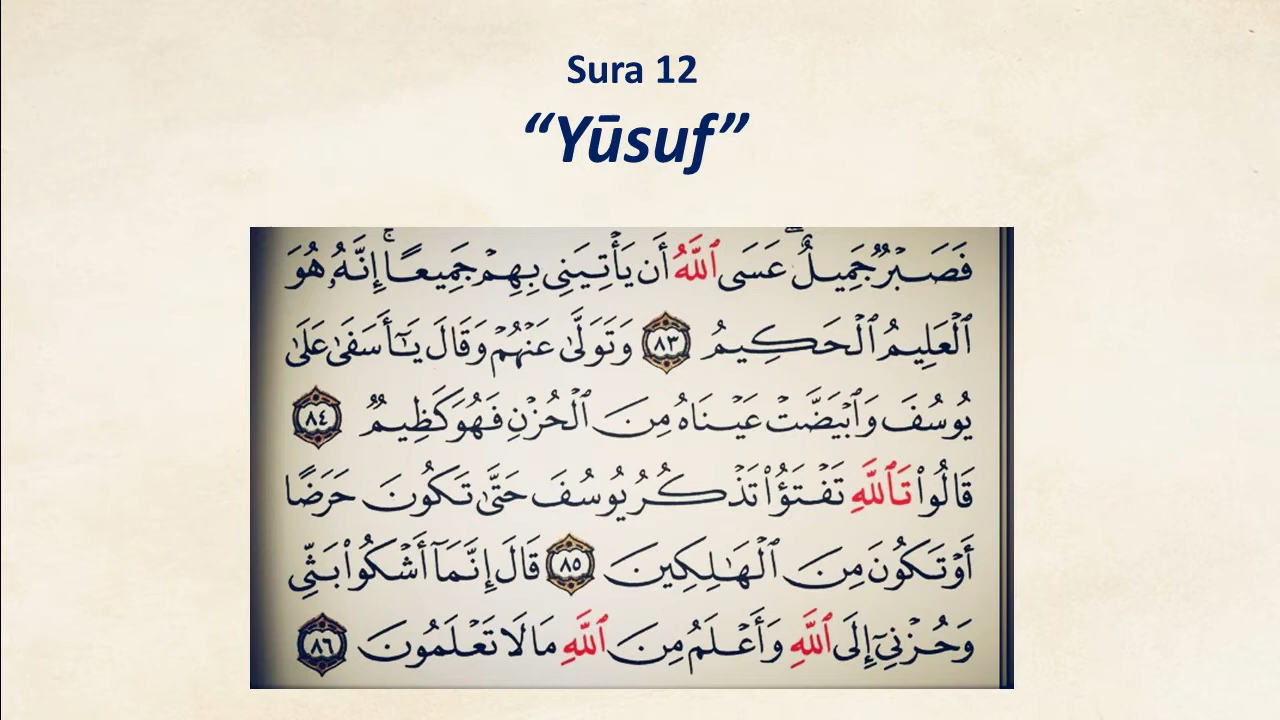 Sura 12
“Yūsuf”
فَصَبْرٌ جَمِيلٌ عَسَى ٱللَّهُ أَن يَأْتِيَنِى بِهِمْ جَمِيعًا ۚ إِنَّهُۥ هُوَ
ٱلْعَلِيمُ ٱلْحَكِيمُ ٨٣ وَتَوَلَّىٰ عَنْهُمْ وَقَالَ يَـٰٓأَسَفَىٰ عَلَىٰ
يُوسُفَ وَٱبْيَضَّتْ عَيْنَاهُ مِنَ ٱلْحُزْنِ فَهُوَ كَظِيمٌ ٨٤
قَالُوا۟ تَٱللَّهِ تَفْتَؤُا۟ تَذْكُرُ يُوسُفَ حَتَّىٰ تَكُونَ حَرَضًا
أَوْ تَكُونَ مِنَ ٱلْهَـٰلِكِينَ ٨٥ قَالَ إِنَّمَآ أَشْكُوا۟ بَثِّى
وَحُزْنِىٓ إِلَى ٱللَّهِ وَأَعْلَمُ مِنَ ٱللَّهِ مَا لَا تَعْلَمُونَ ٨٦